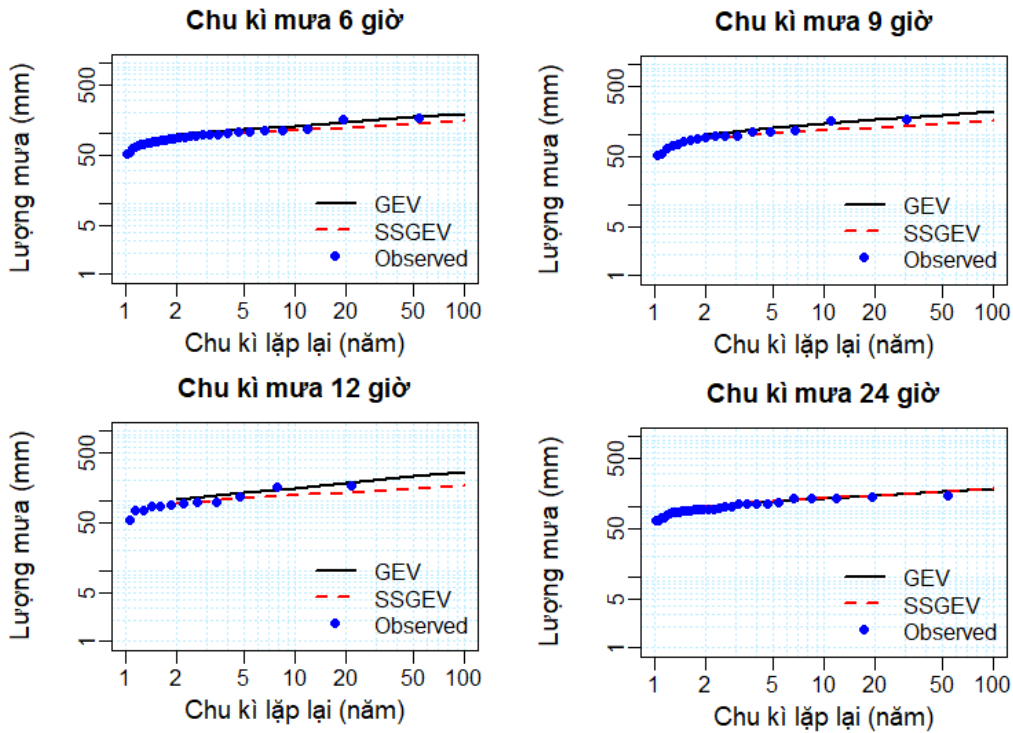 Chu kì mưa 6 giờ
Lượng mưa (mm)
500
50
5
1
GEV
SSGEV
Observed
1 2 5 10 20 50 100
Chu kì lặp lại (năm)
Chu kì mưa 9 giờ
Lượng mưa (mm)
500
50
5
1
GEV
SSGEV
Observed
1 2 5 10 20 50 100
Chu kì lặp lại (năm)
Chu kì mưa 12 giờ
Lượng mưa (mm)
500
50
5
1
GEV
SSGEV
Observed
1 2 5 10 20 50 100
Chu kì lặp lại (năm)
Chu kì mưa 24 giờ
Lượng mưa (mm)
500
50
5
1
GEV
SSGEV
Observed
1 2 5 10 20 50 100
Chu kì lặp lại (năm)